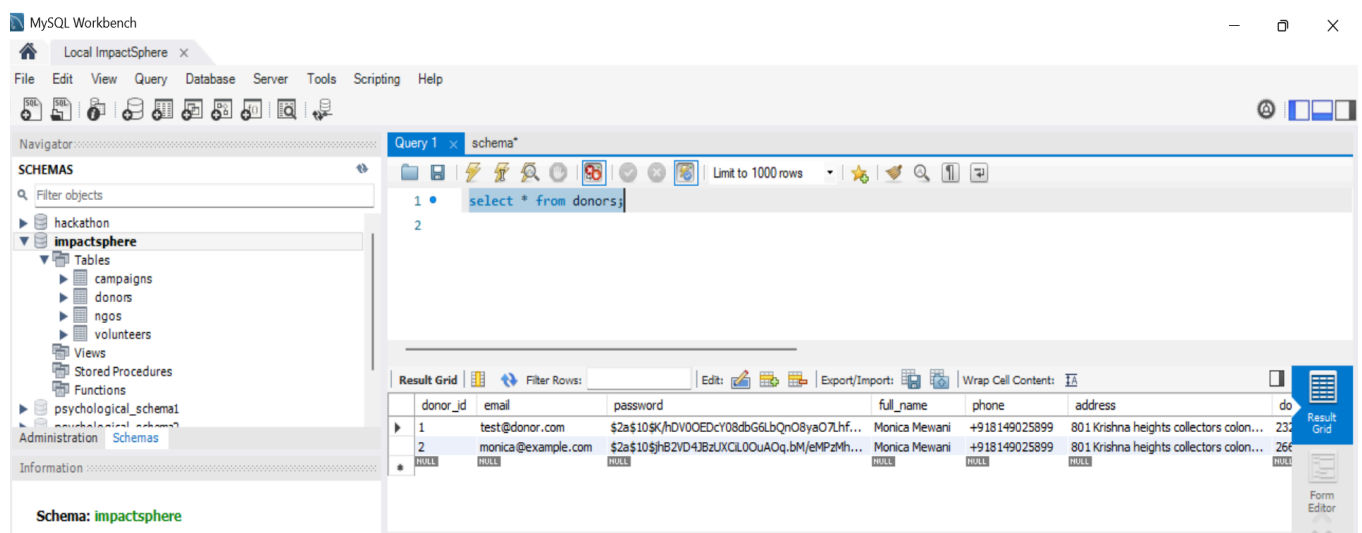 MySQL Workbench
Local ImpactSphere
File Edit View Query Database Server Tools Scripting Help
Navigator
SCHEMAS
Filter objects
hackathon
impactsphere
Tables
campaigns
donors
ngos
volunteers
Views
Stored Procedures
Functions
psychological_schema1
Administration Schemas
Information
Schema: impactsphere
Query 1 schema*
Limit to 1000 rows
1 select * from donors;
2
Result Grid Filter Rows: Edit: Export/Import: Wrap Cell Content:
donor_id email password full_name phone address do
1 test@donor.com $2a$10$K/hDV0OEDcY08dbG6LbQnO8yaO7Lhf... Monica Mewani +918149025899 801 Krishna heights collectors colon... 232
2 monica@example.com $2a$10$jhB2VD4JBzUXCiL0OuAOq.bM/eMPzMh... Monica Mewani +918149025899 801 Krishna heights collectors colon... 266
NULL NULL NULL NULL NULL NULL NULL
Result
Grid
Form
Editor